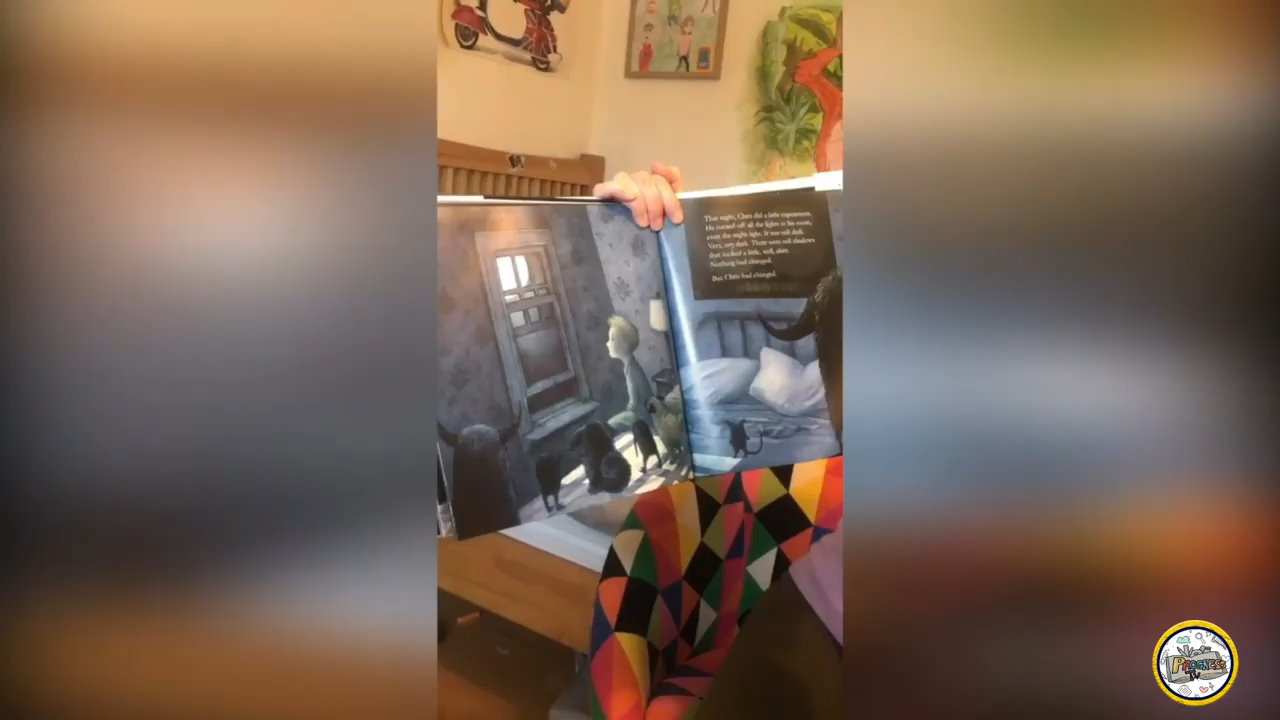 That night, Chris did a little experiment.
He turned off all the lights in his room,
even the night light. It was still dark.
Very, very dark. There were still shadows
that looked a little, well, alien.
Nothing had changed.
But Chris had changed.
PROGRESS
TV